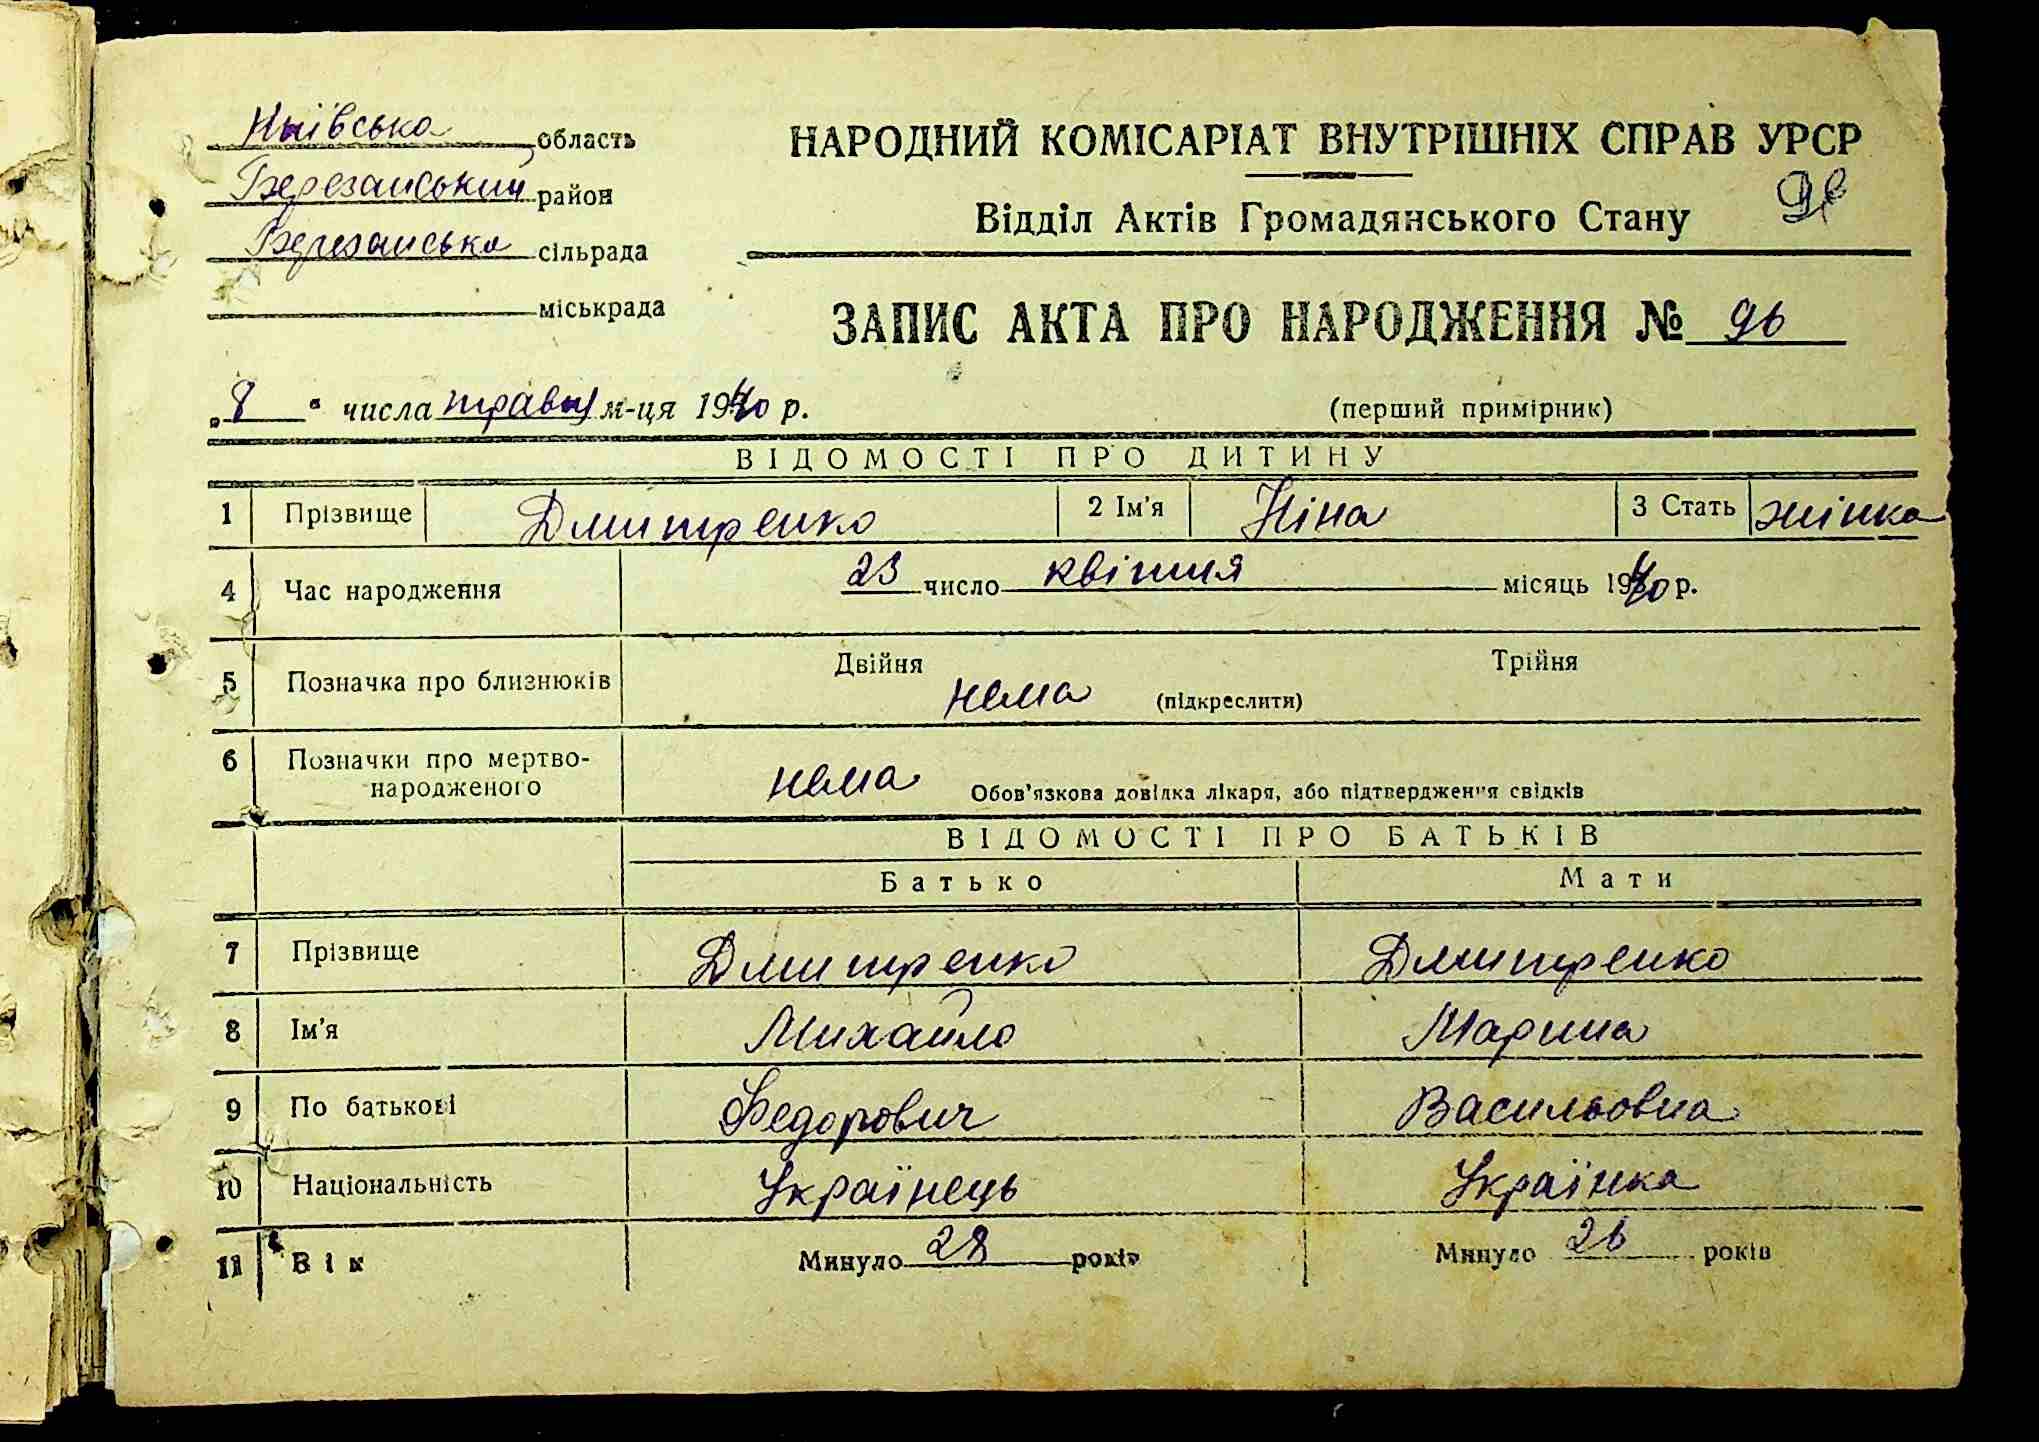 Київська область
Березанський район
Березанська сільрада
міськрада
НАРОДНИЙ КОМІСАРІАТ ВНУТРІШНІХ СПРАВ УРСР
Відділ Актів Громадянського Стану
ЗАПИС АКТА ПРО НАРОДЖЕННЯ № 96
„8“ числа травня м-ця 1940 р.
(перший примірник)
ВІДОМОСТІ ПРО ДИТИНУ
1 Прізвище Дмитренко 2 Ім'я Ніна 3 Стать жінка
4 Час народження 23 число квітня місяць 1940 р.
Двійня Трійня
5 Позначка про близнюків нема (підкреслити)
6 Позначки про мертво-
народженого нема Обов'язкова довідка лікаря, або підтвердження свідків
ВІДОМОСТІ ПРО БАТЬКІВ
Батько Мати
7 Прізвище Дмитренко Дмитренко
8 Ім'я Михайло Марина
9 По батькові Федорович Васильовна
10 Національність Українець Українка
11 Вік Минуло 28 років Минуло 26 років